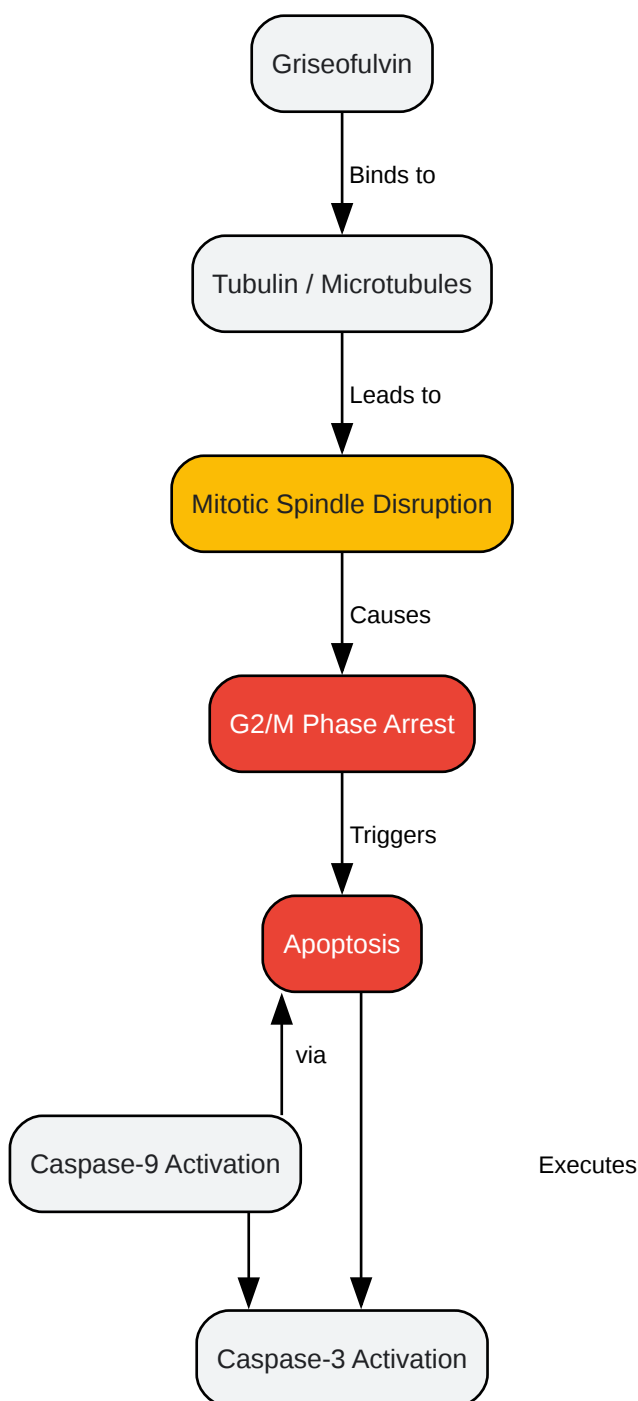 Griseofulvin
Binds to
Tubulin / Microtubules
Leads to
Mitotic Spindle Disruption
Causes
G2/M Phase Arrest
Triggers
Apoptosis
via
Caspase-9 Activation
Executes
Caspase-3 Activation